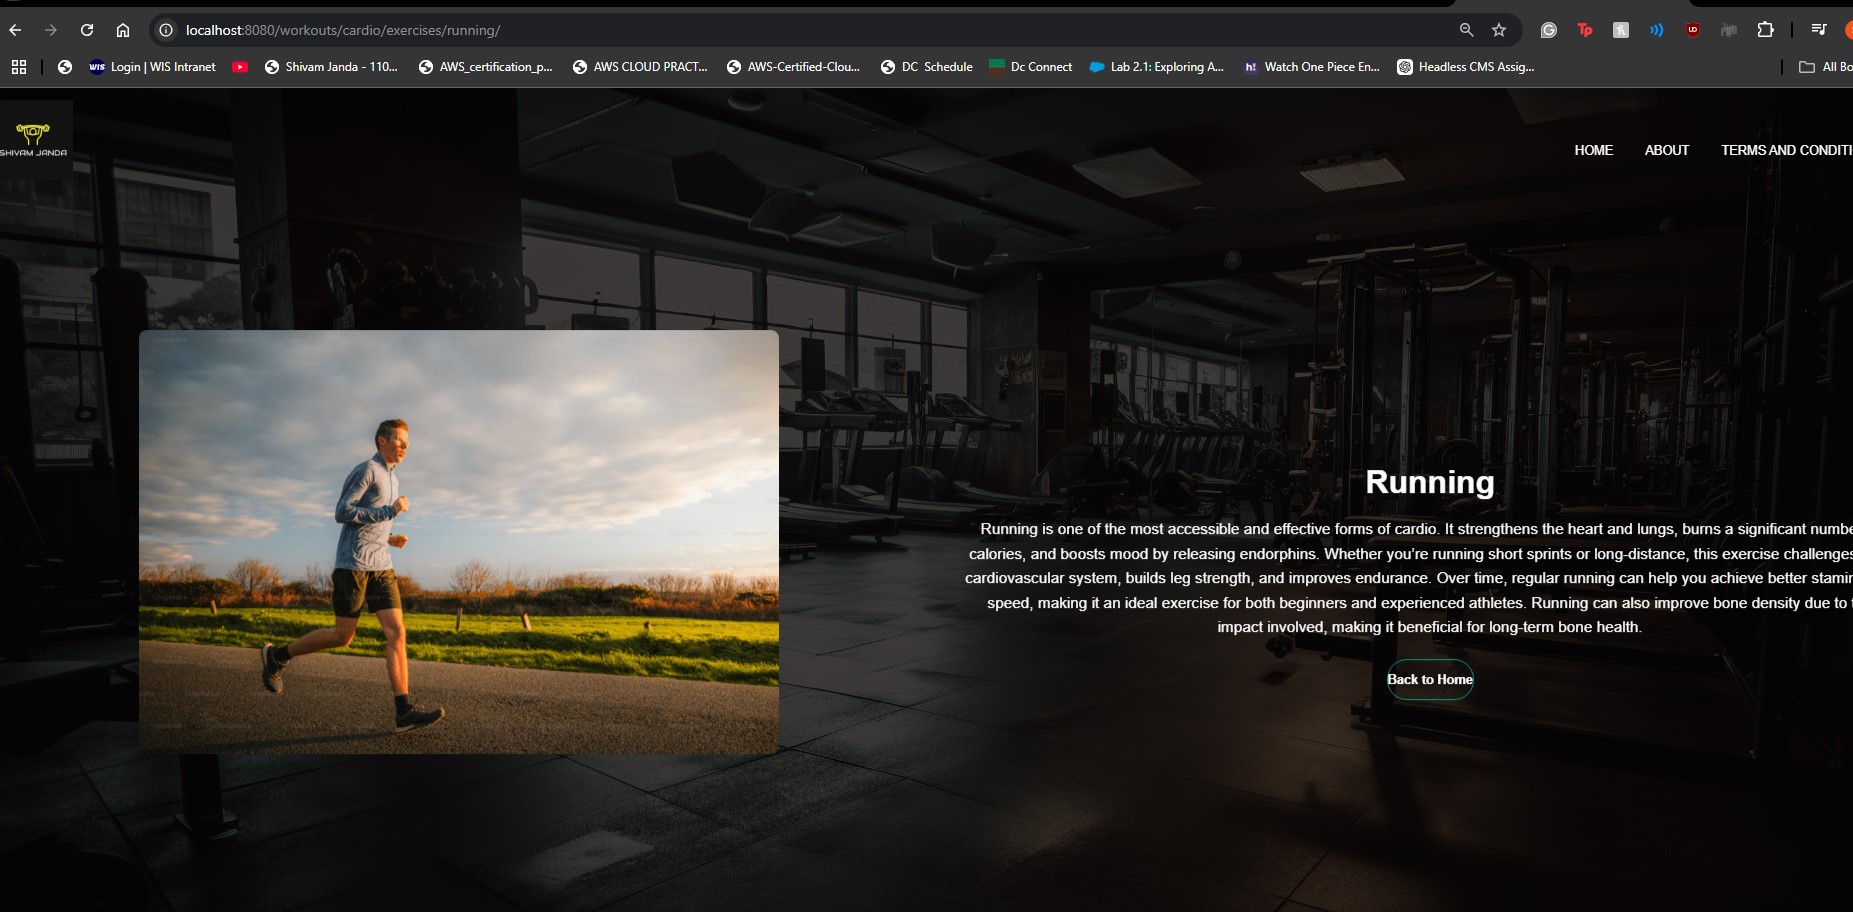 localhost:8080/workouts/cardio/exercises/running/
Login | WIS Intranet
Shivam Janda - 110...
AWS_certification_p...
AWS CLOUD PRACT...
AWS-Certified-Clou...
DC Schedule
Dc Connect
Lab 2.1: Exploring A...
Watch One Piece En...
Headless CMS Assig...
All Bo
SHIVAM JANDA
HOME
ABOUT
TERMS AND CONDITI
Running
Running is one of the most accessible and effective forms of cardio. It strengthens the heart and lungs, burns a significant numbe
calories, and boosts mood by releasing endorphins. Whether you're running short sprints or long-distance, this exercise challenges
cardiovascular system, builds leg strength, and improves endurance. Over time, regular running can help you achieve better stamin
speed, making it an ideal exercise for both beginners and experienced athletes. Running can also improve bone density due to t
impact involved, making it beneficial for long-term bone health.
Back to Home